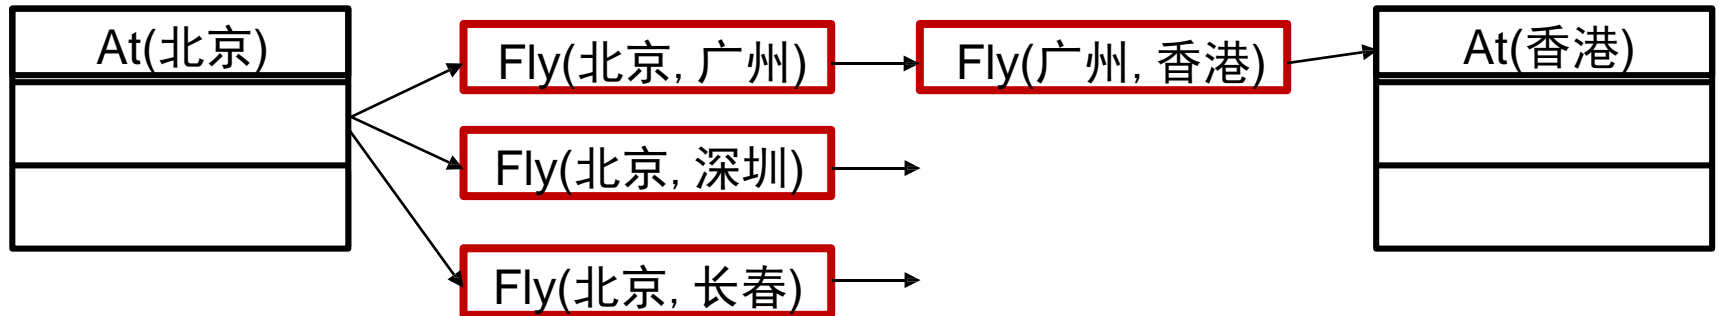 At(北京)
Fly(北京, 广州)
Fly(广州, 香港)
At(香港)
Fly(北京, 深圳)
Fly(北京, 长春)